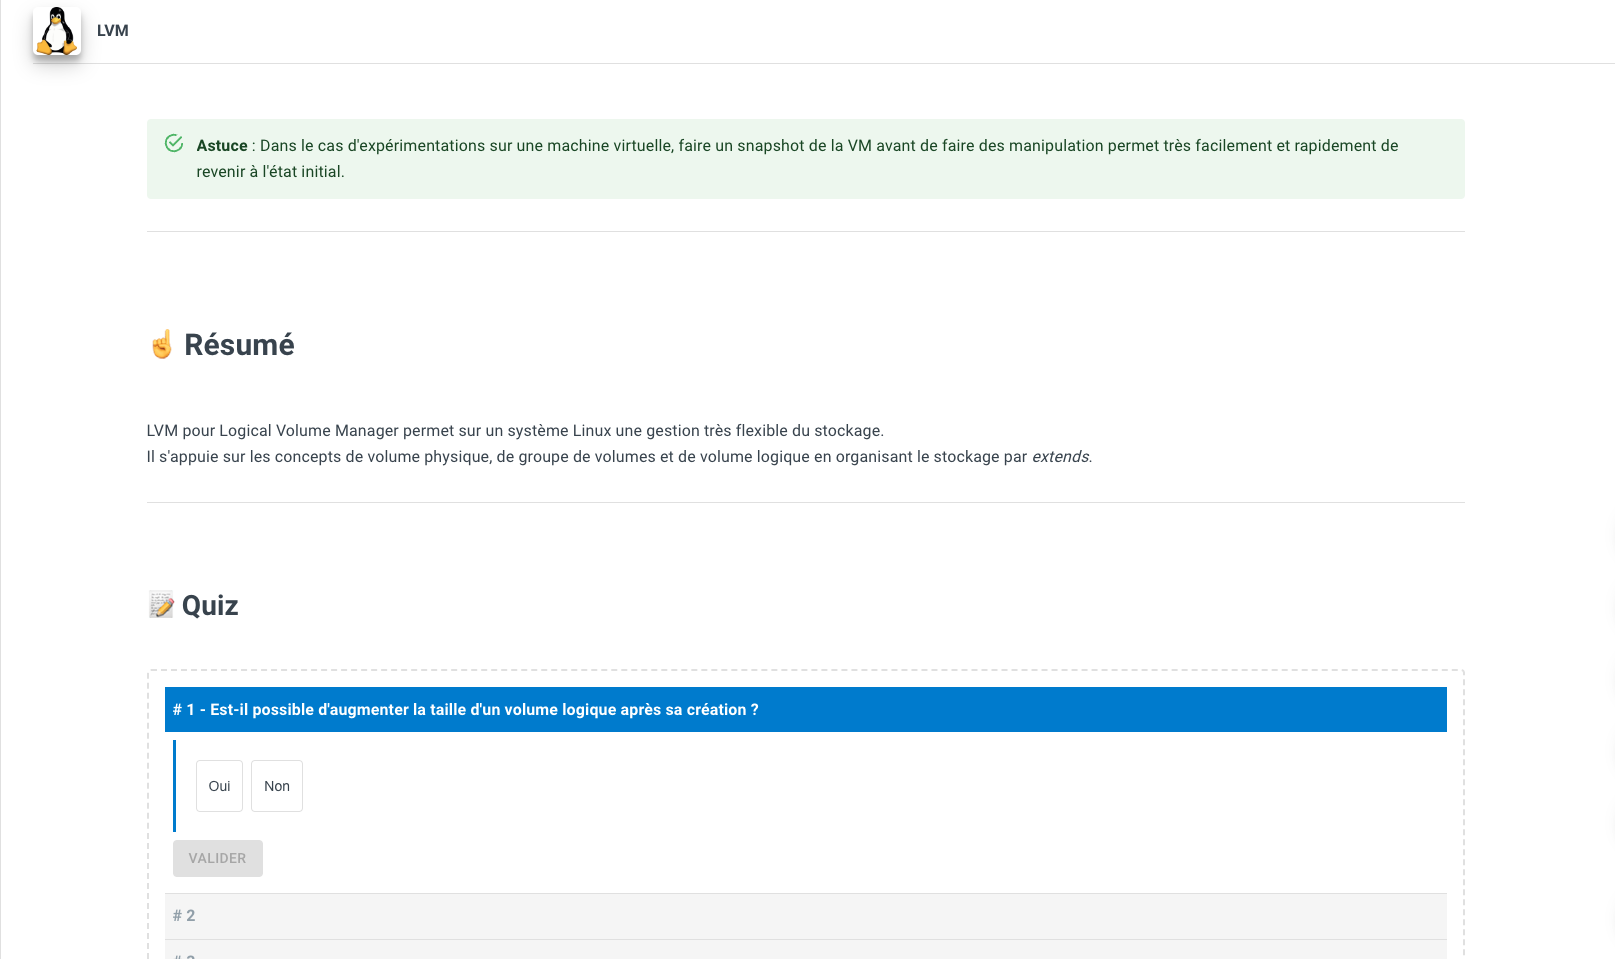 LVM
Astuce : Dans le cas d'expérimentations sur une machine virtuelle, faire un snapshot de la VM avant de faire des manipulation permet très facilement et rapidement de
revenir à l'état initial.
☝ Résumé
LVM pour Logical Volume Manager permet sur un système Linux une gestion très flexible du stockage.
Il s'appuie sur les concepts de volume physique, de groupe de volumes et de volume logique en organisant le stockage par extends.
📝 Quiz
# 1 - Est-il possible d'augmenter la taille d'un volume logique après sa création ?
Oui Non
VALIDER
# 2